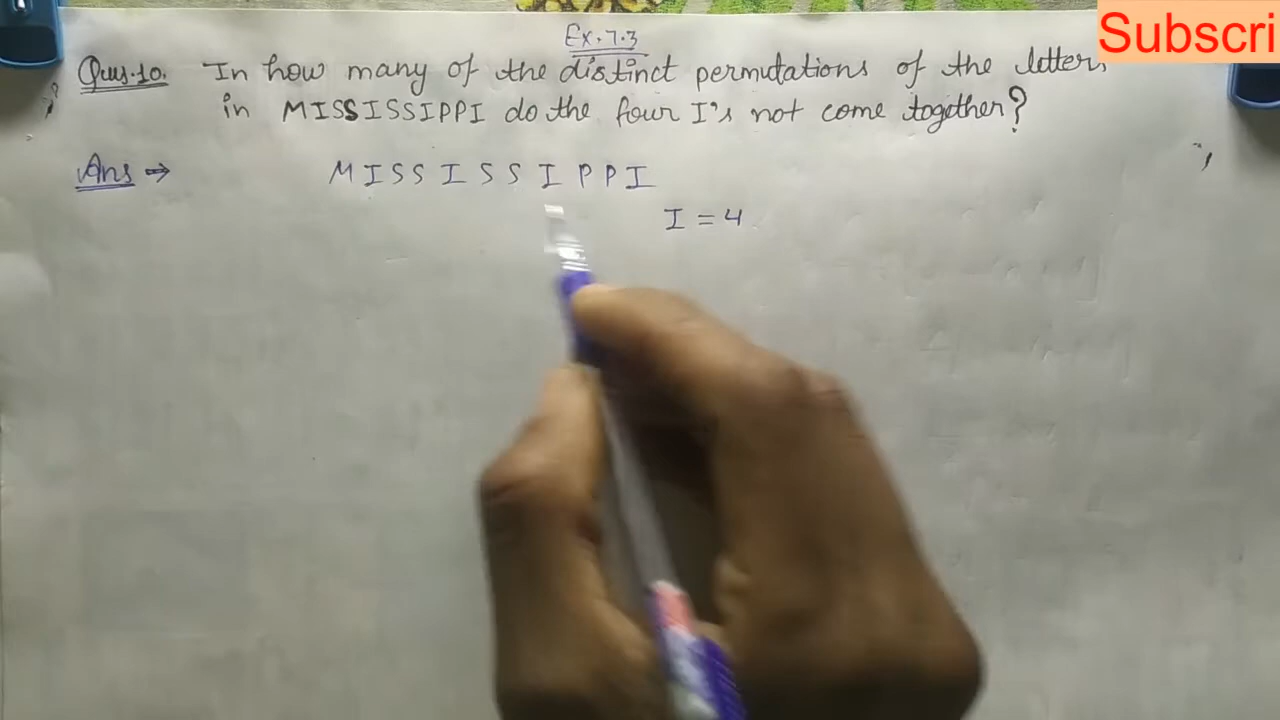 Subscri
Ex. 7.3
Ques.10. In how many of the distinct permutations of the letters
in MISSISSIPPI do the four I's not come together?
Ans ⇒ M I S S I S S I P P I
I = 4